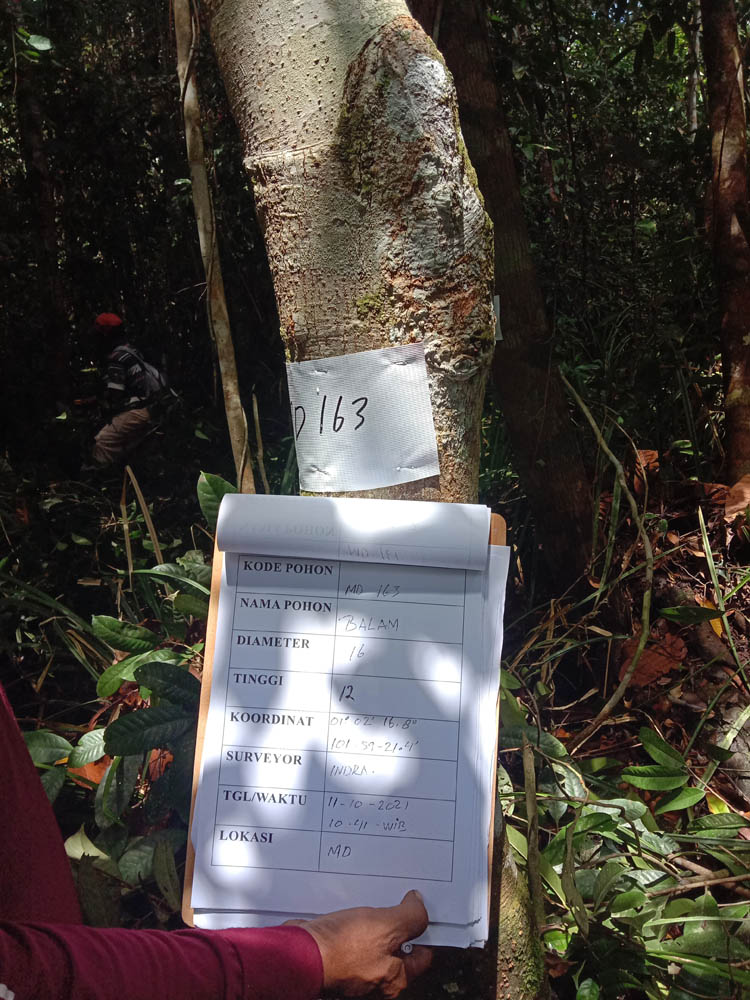 D 163
KODE POHON MD 163
NAMA POHON BALAM
DIAMETER 16
TINGGI 12
KOORDINAT 01° 02' 16.8"
101-59-21.4'
SURVEYOR INDRA.
TGL/WAKTU 11-10-2021
10-41-WIB
LOKASI MD